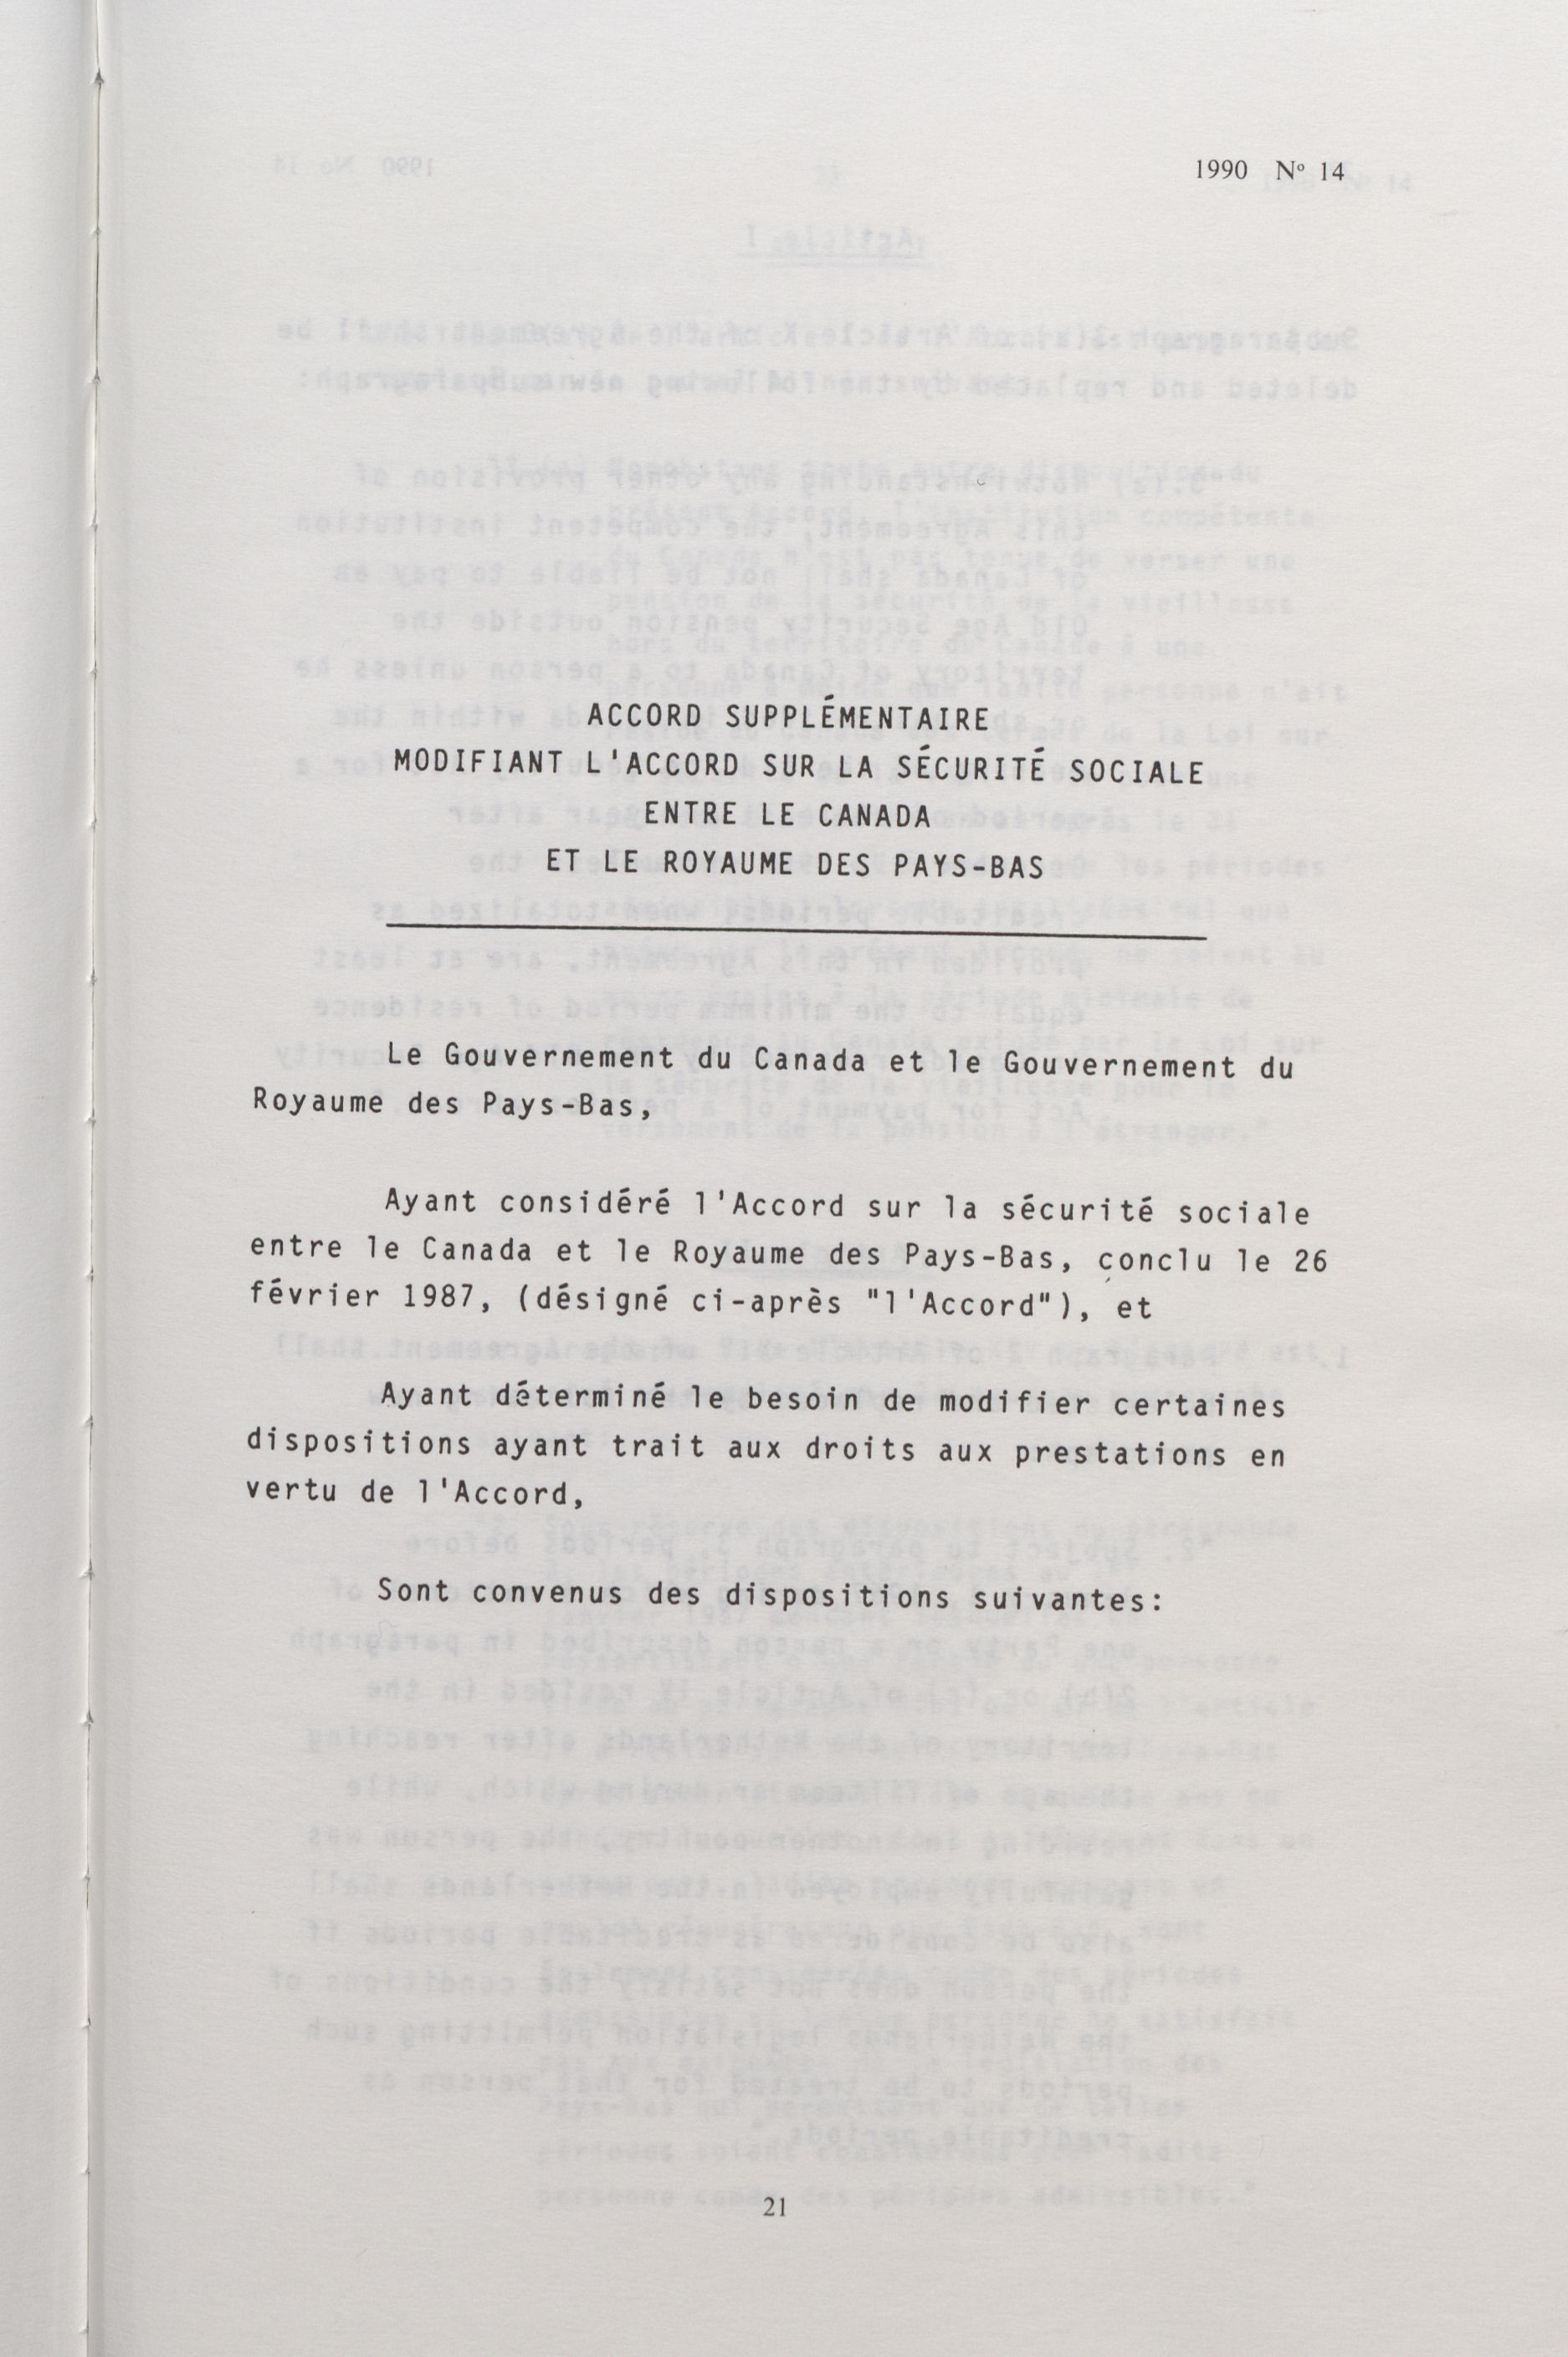 1990 Nº 14
ACCORD SUPPLÉMENTAIRE
MODIFIANT L'ACCORD SUR LA SÉCURITÉ SOCIALE
ENTRE LE CANADA
ET LE ROYAUME DES PAYS-BAS
Le Gouvernement du Canada et le Gouvernement du
Royaume des Pays-Bas,
Ayant considéré l'Accord sur la sécurité sociale
entre le Canada et le Royaume des Pays-Bas, conclu le 26
février 1987, (désigné ci-après "l'Accord"), et
Ayant déterminé le besoin de modifier certaines
dispositions ayant trait aux droits aux prestations en
vertu de l'Accord,
Sont convenus des dispositions suivantes:
21